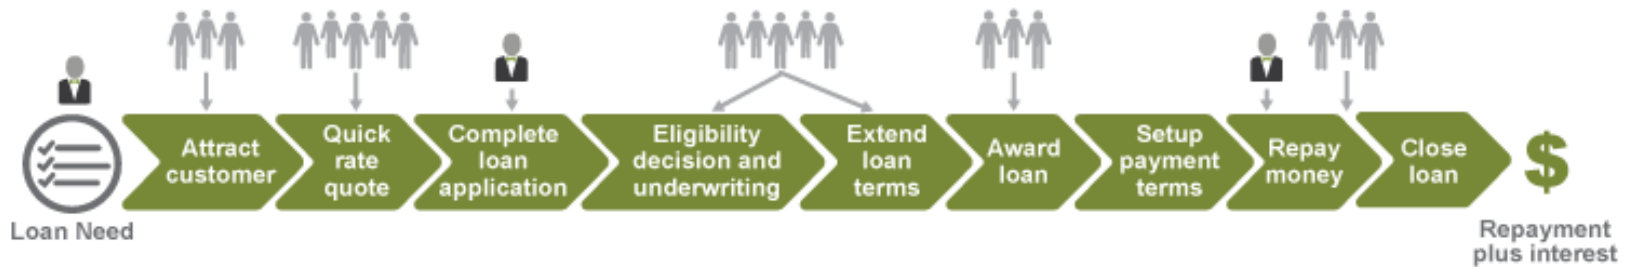 Attract
customer
Quick
rate
quote
Complete
loan
application
Eligibility
decision and
underwriting
Extend
loan
terms
Award
loan
Setup
payment
terms
Repay
money
Close
loan
$
Loan Need
Repayment
plus interest